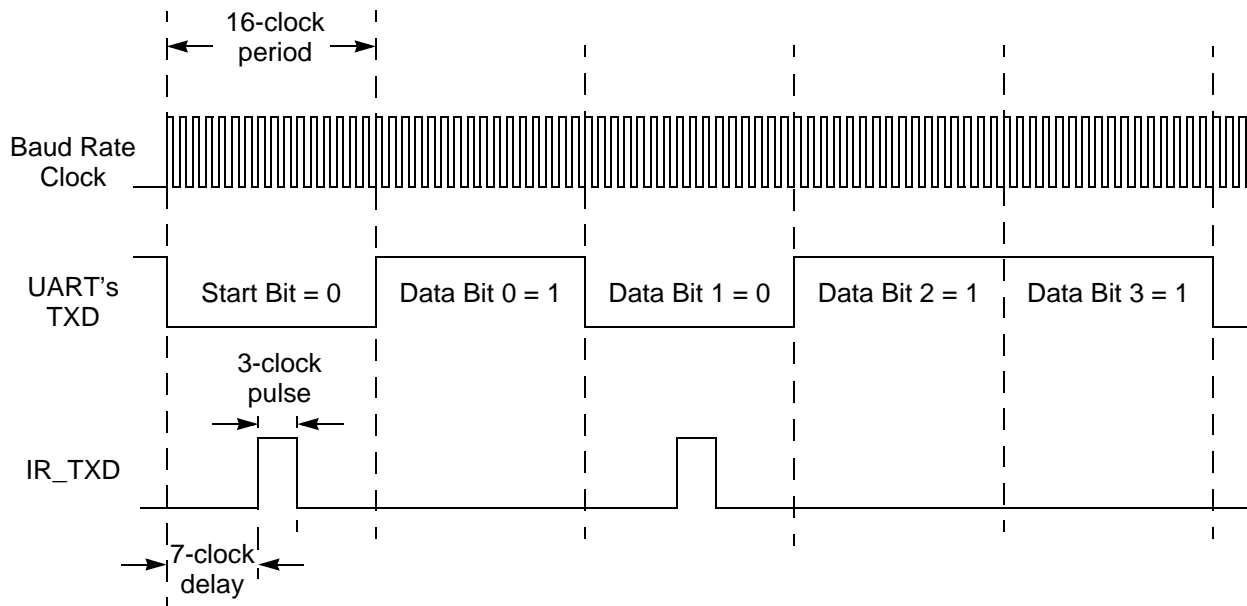 16-clock
period
Baud Rate
Clock
UART's
TXD
Start Bit = 0
Data Bit 0 = 1
Data Bit 1 = 0
Data Bit 2 = 1
Data Bit 3 = 1
3-clock
pulse
IR_TXD
7-clock
delay